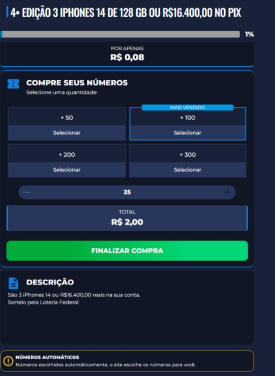 4ª EDIÇÃO 3 IPHONES 14 DE 128 GB OU R$16.400,00 NO PIX
1%
POR APENAS
R$ 0,08
COMPRE SEUS NÚMEROS
Selecione uma quantidade:
+ 50
Selecionar
MAIS VENDIDO
+ 100
Selecionar
+ 200
Selecionar
+ 300
Selecionar
— 25 +
TOTAL
R$ 2,00
FINALIZAR COMPRA
DESCRIÇÃO
São 3 iPhones 14 ou R$16.400,00 reais na sua conta.
Sorteio pela Loteria Federal
NÚMEROS AUTOMÁTICOS
Números escolhidos automáticamente, o site escolhe os números para você.